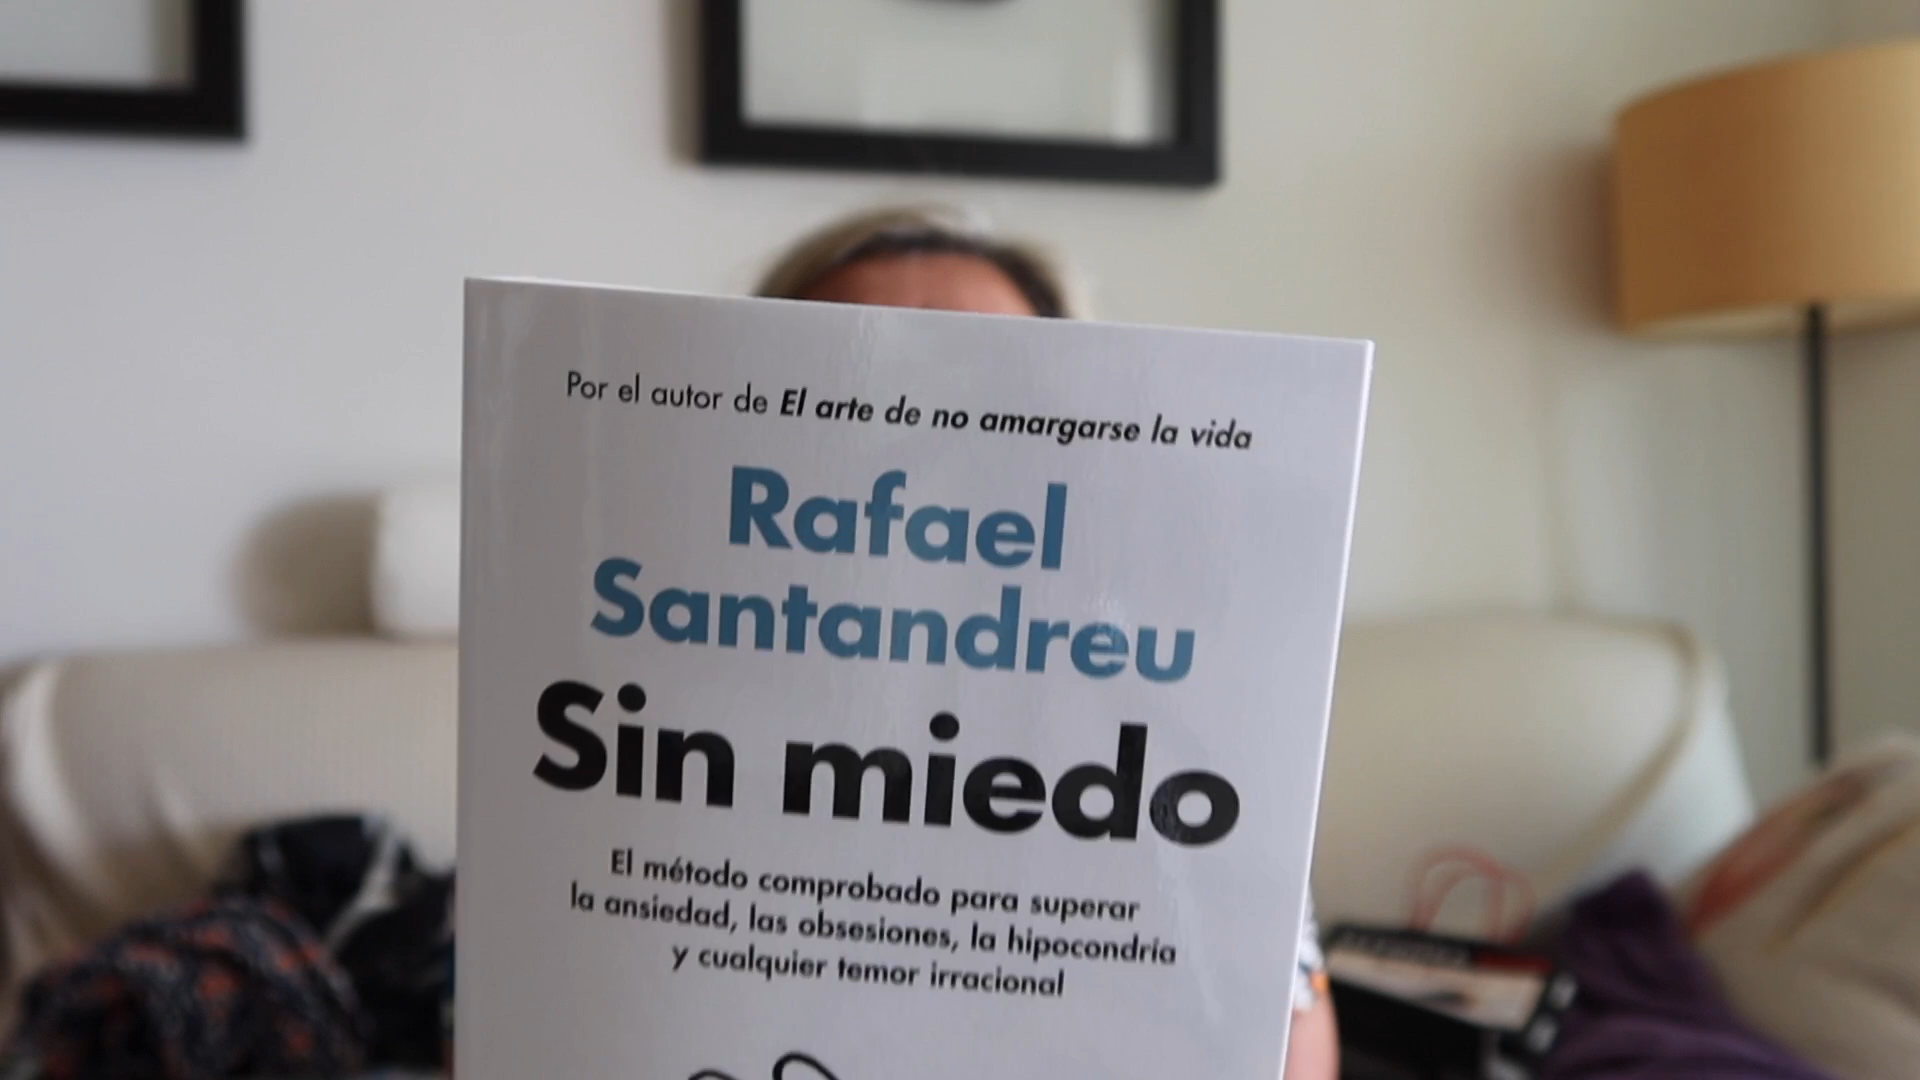 Por el autor de El arte de no amargarse la vida
Rafael
Santandreu
Sin miedo
El método comprobado para superar
la ansiedad, las obsesiones, la hipocondría
y cualquier temor irracional